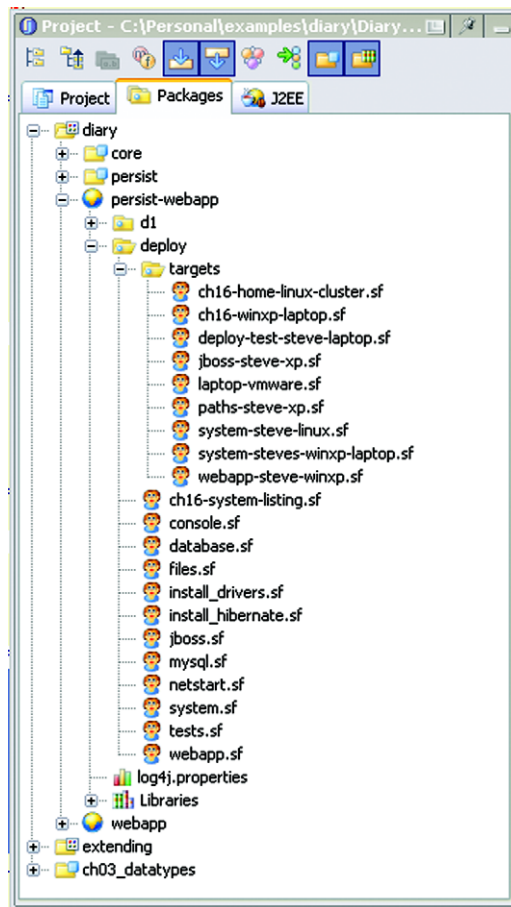 Project - C:\Personal\examples\diary\Diary...
Project Packages J2EE
diary
core
persist
persist-webapp
d1
deploy
targets
ch16-home-linux-cluster.sf
ch16-winxp-laptop.sf
deploy-test-steve-laptop.sf
jboss-steve-xp.sf
laptop-vmware.sf
paths-steve-xp.sf
system-steve-linux.sf
system-steves-winxp-laptop.sf
webapp-steve-winxp.sf
ch16-system-listing.sf
console.sf
database.sf
files.sf
install_drivers.sf
install_hibernate.sf
jboss.sf
mysql.sf
netstart.sf
system.sf
tests.sf
webapp.sf
log4j.properties
Libraries
webapp
extending
ch03_datatypes